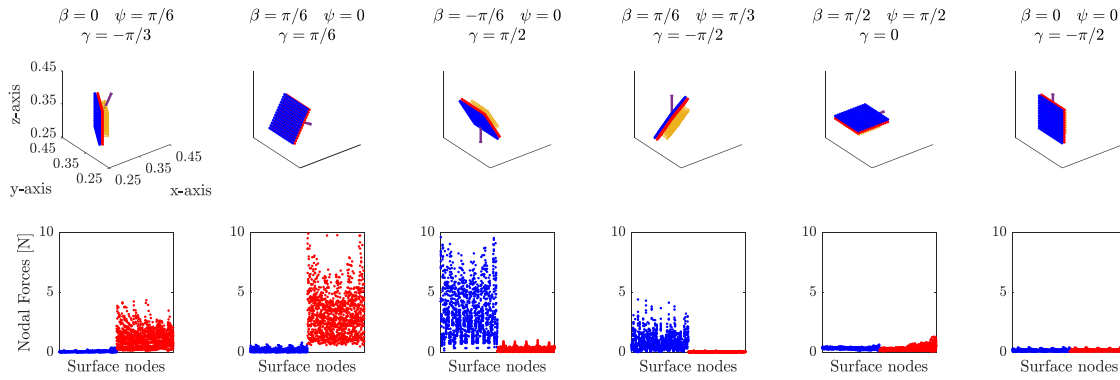 β = 0 ψ = π/6 β = π/6 ψ = 0 β = −π/6 ψ = 0 β = π/6 ψ = π/3 β = π/2 ψ = π/2 β = 0 ψ = 0
γ = −π/3 γ = π/6 γ = π/2 γ = −π/2 γ = 0 γ = −π/2
z-axis
0.45
0.35
0.25
0.45
0.35
0.25
0.45
0.35
0.25
y-axis x-axis
Nodal Forces [N]
10 10 10 10 10 10
5 5 5 5 5 5
0 0 0 0 0 0
Surface nodes Surface nodes Surface nodes Surface nodes Surface nodes Surface nodes